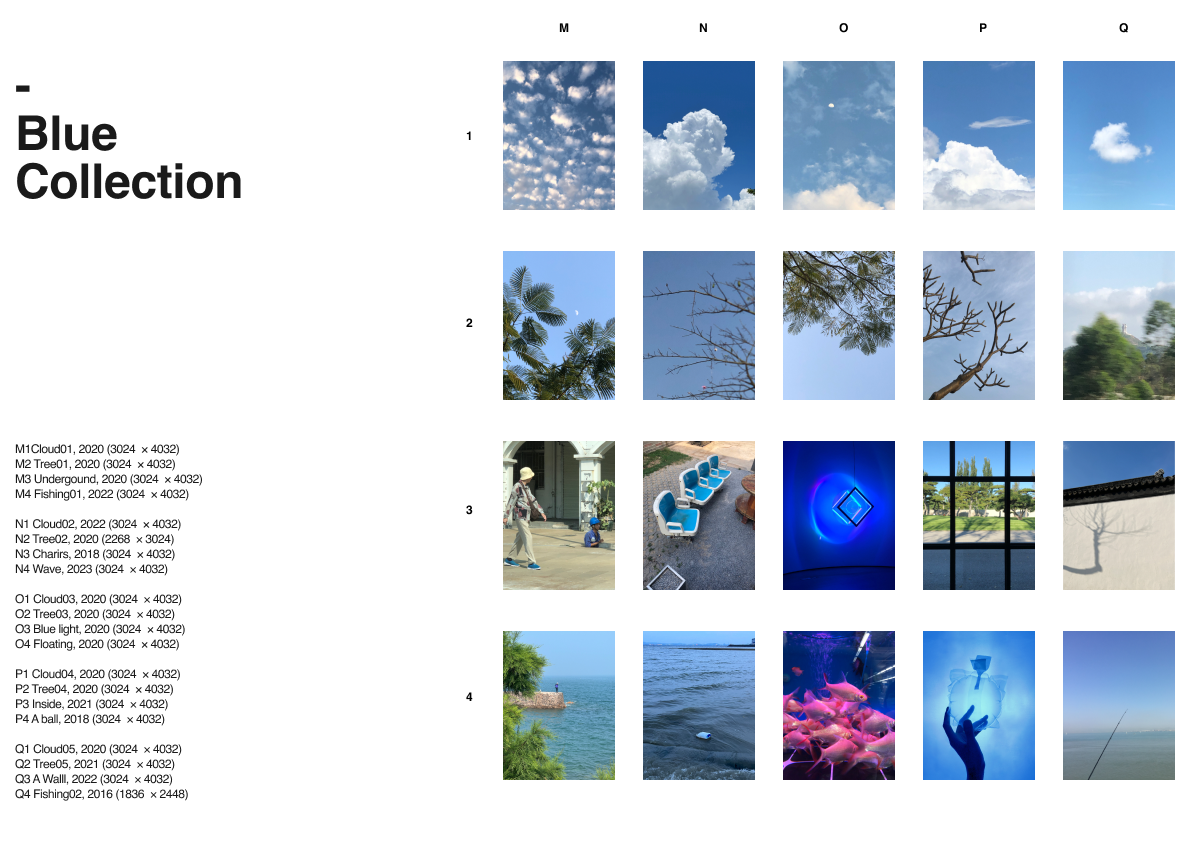 -
Blue
Collection
M N O P Q
1
2
3
4
M1Cloud01, 2020 (3024 × 4032)
M2 Tree01, 2020 (3024 × 4032)
M3 Undergound, 2020 (3024 × 4032)
M4 Fishing01, 2022 (3024 × 4032)
N1 Cloud02, 2022 (3024 × 4032)
N2 Tree02, 2020 (2268 × 3024)
N3 Charirs, 2018 (3024 × 4032)
N4 Wave, 2023 (3024 × 4032)
O1 Cloud03, 2020 (3024 × 4032)
O2 Tree03, 2020 (3024 × 4032)
O3 Blue light, 2020 (3024 × 4032)
O4 Floating, 2020 (3024 × 4032)
P1 Cloud04, 2020 (3024 × 4032)
P2 Tree04, 2020 (3024 × 4032)
P3 Inside, 2021 (3024 × 4032)
P4 A ball, 2018 (3024 × 4032)
Q1 Cloud05, 2020 (3024 × 4032)
Q2 Tree05, 2021 (3024 × 4032)
Q3 A Walll, 2022 (3024 × 4032)
Q4 Fishing02, 2016 (1836 × 2448)